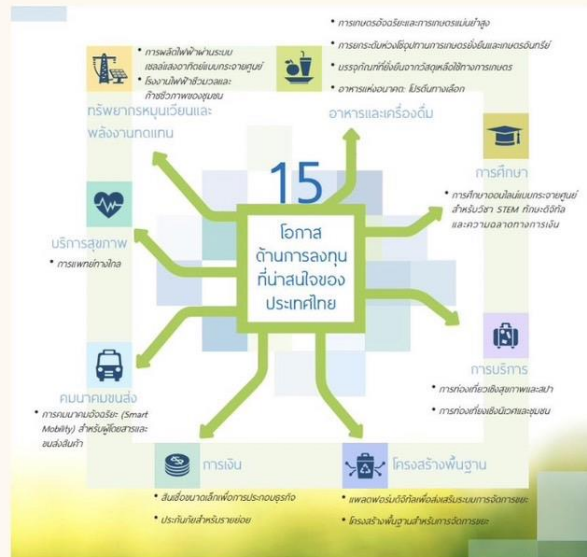 การผลิตไฟฟ้าผ่านระบบ
เซลล์แสงอาทิตย์แบบกระจายศูนย์
โรงงานไฟฟ้าชีวมวลและ
ก๊าซชีวภาพของชุมชน
ทรัพยากรหมุนเวียนและ
พลังงานทดแทน
การเกษตรอัจฉริยะและการเกษตรแม่นยำสูง
การยกระดับห่วงโซ่อุปทานการเกษตรยั่งยืนและเกษตรอินทรีย์
บรรจุภัณฑ์ที่ยั่งยืนจากวัสดุเหลือใช้ทางการเกษตร
อาหารแห่งอนาคต: โปรตีนทางเลือก
อาหารและเครื่องดื่ม
การศึกษา
การศึกษาออนไลน์แบบกระจายศูนย์
สำหรับวิชา STEM ทักษะดิจิทัล
และความฉลาดทางการเงิน
15
โอกาส
ด้านการลงทุน
ที่น่าสนใจของ
ประเทศไทย
บริการสุขภาพ
การแพทย์ทางไกล
การบริการ
การท่องเที่ยวเชิงสุขภาพและสปา
การท่องเที่ยงเชิงนิเวศและชุมชน
คมนาคมขนส่ง
การคมนาคมอัจฉริยะ (Smart
Mobility) สำหรับผู้โดยสารและ
ขนส่งสินค้า
การเงิน
สินเชื่อขนาดเล็กเพื่อการประกอบธุรกิจ
ประกันภัยสำหรับรายย่อย
โครงสร้างพื้นฐาน
แพลตฟอร์มดิจิทัลเพื่อส่งเสริมระบบการจัดการขยะ
โครงสร้างพื้นฐานสำหรับการจัดการขยะ